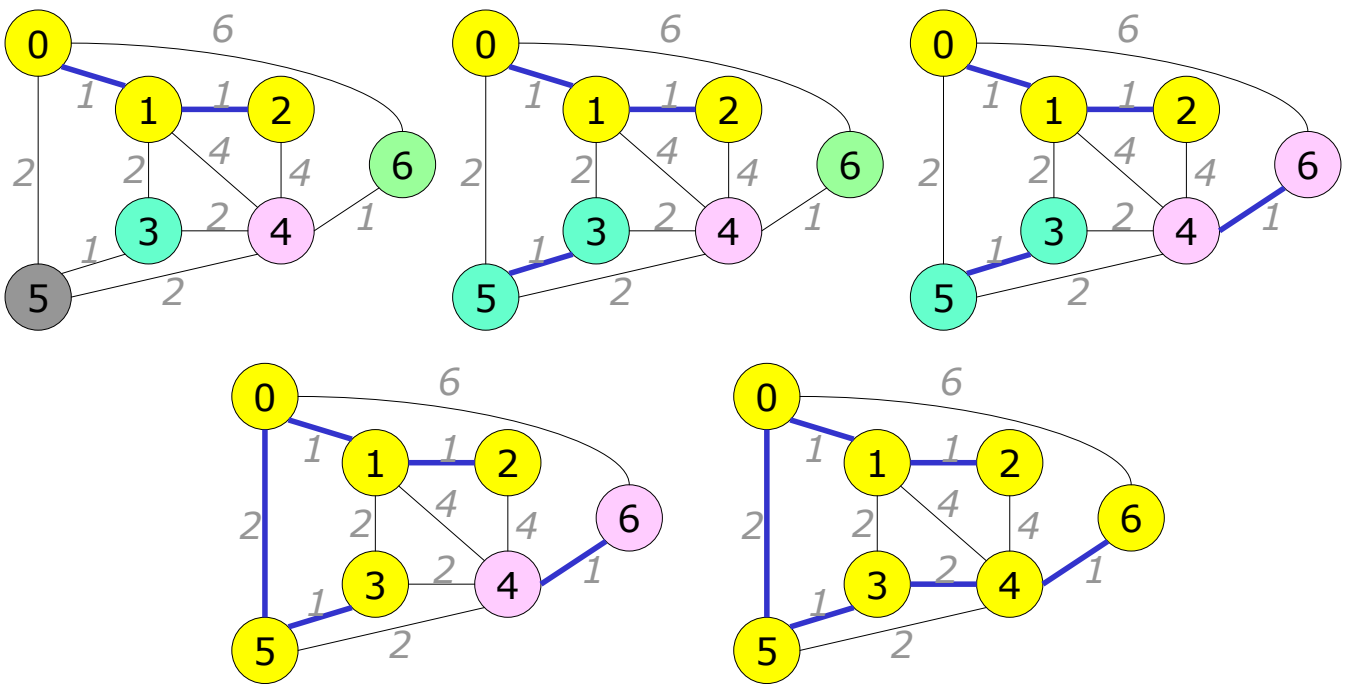 0 6 0 6 0 6
1 1 2 1 1 2 1 1 2
2 2 4 4 6 2 2 4 4 6 2 2 4 4 6
3 2 4 1 3 2 4 1 3 2 4 1
1 1 1
5 2 5 2 5 2
0 6 0 6
1 1 2 1 1 2
1 1
2 2 4 4 6 2 2 4 4 6
3 2 4 1 3 2 4 1
1 1
5 2 5 2